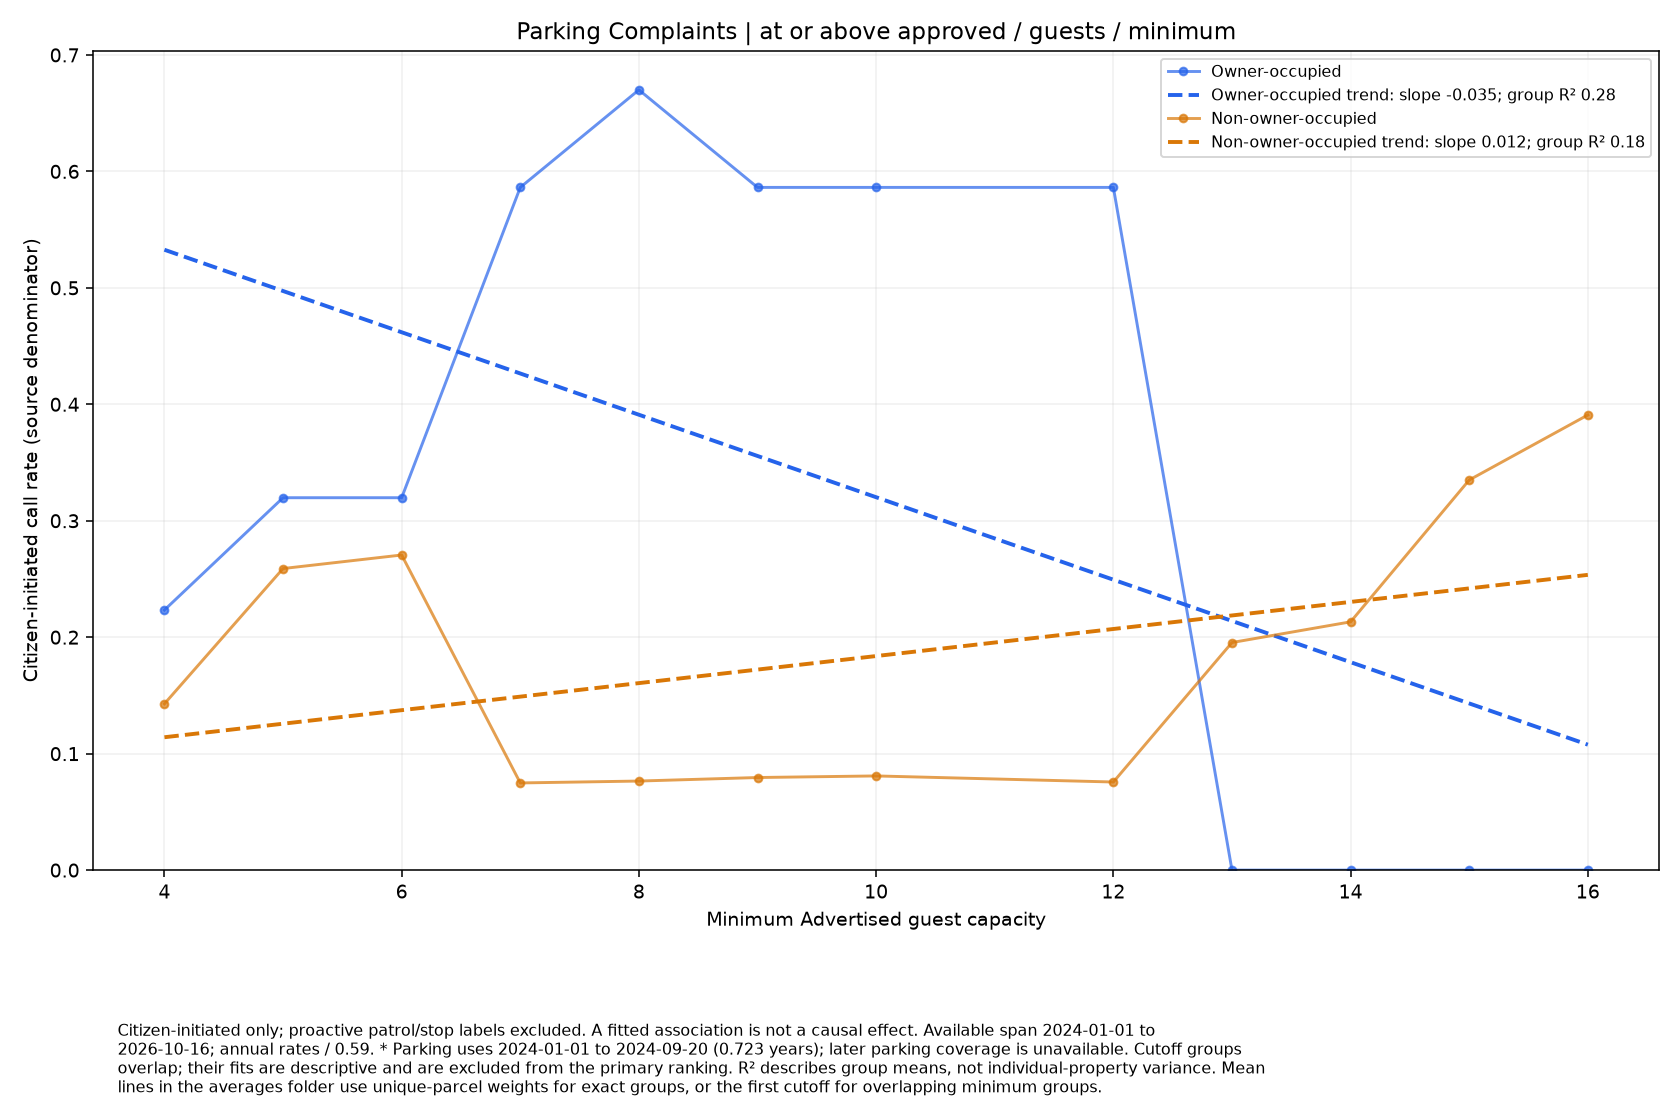 Parking Complaints | at or above approved / guests / minimum
Owner-occupied
Owner-occupied trend: slope -0.035; group R² 0.28
Non-owner-occupied
Non-owner-occupied trend: slope 0.012; group R² 0.18
Citizen-initiated call rate (source denominator)
0.7
0.6
0.5
0.4
0.3
0.2
0.1
0.0
4 6 8 10 12 14 16
Minimum Advertised guest capacity
Citizen-initiated only; proactive patrol/stop labels excluded. A fitted association is not a causal effect. Available span 2024-01-01 to
2026-10-16; annual rates / 0.59. * Parking uses 2024-01-01 to 2024-09-20 (0.723 years); later parking coverage is unavailable. Cutoff groups
overlap; their fits are descriptive and are excluded from the primary ranking. R² describes group means, not individual-property variance. Mean
lines in the averages folder use unique-parcel weights for exact groups, or the first cutoff for overlapping minimum groups.